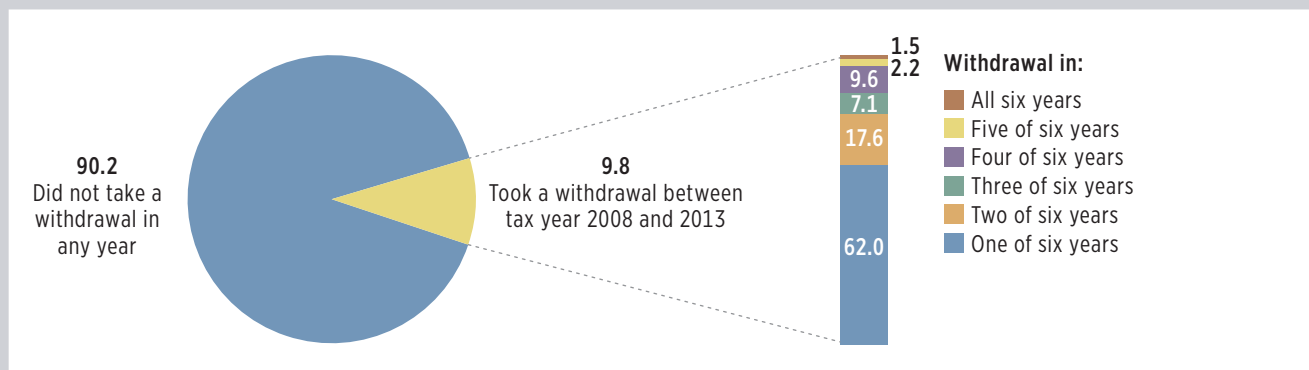 90.2
Did not take a
withdrawal in
any year
9.8
Took a withdrawal between
tax year 2008 and 2013
1.5
2.2
9.6
7.1
17.6
62.0
Withdrawal in:
All six years
Five of six years
Four of six years
Three of six years
Two of six years
One of six years